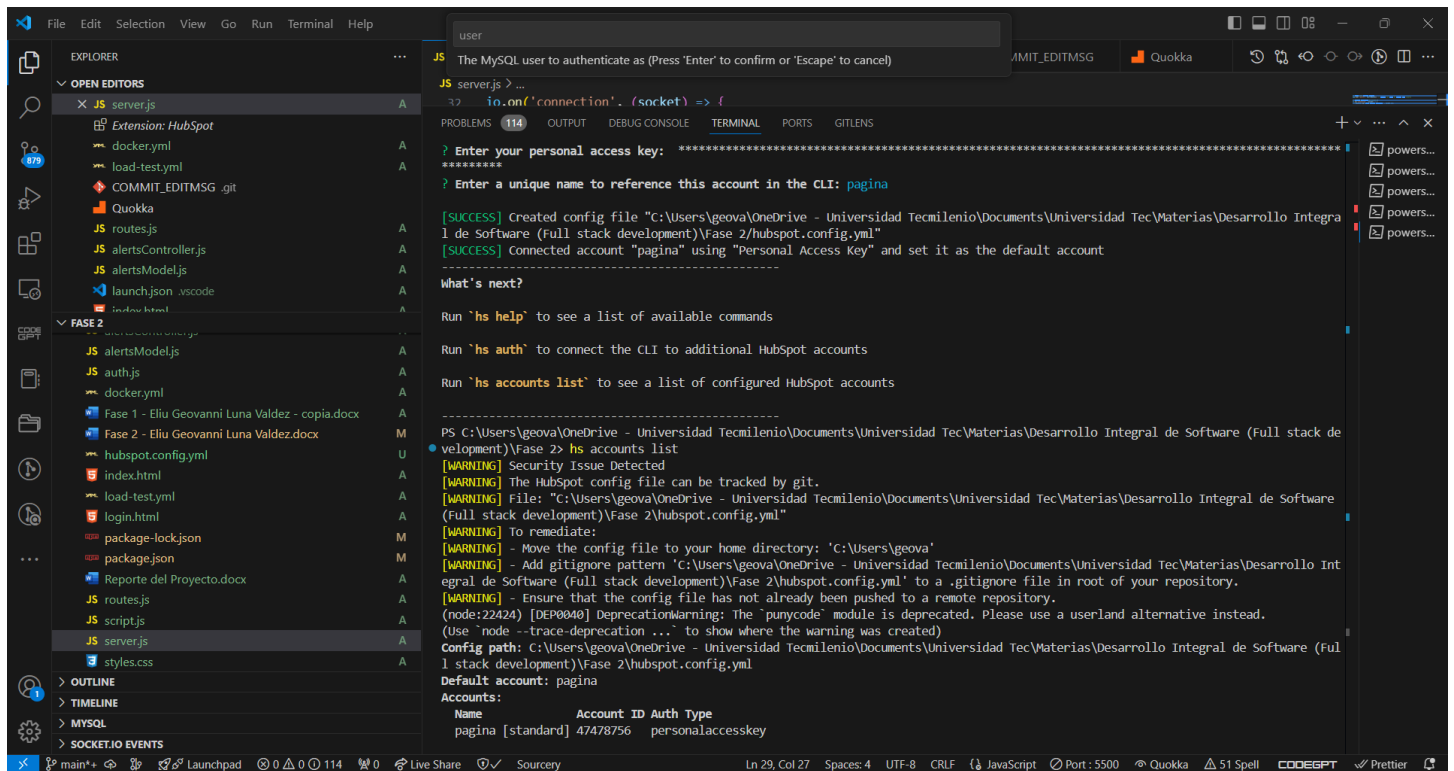 File Edit Selection View Go Run Terminal Help
user
The MySQL user to authenticate as (Press 'Enter' to confirm or 'Escape' to cancel)
EXPLORER
OPEN EDITORS
JS server.js A
Extension: HubSpot
docker.yml A
load-test.yml A
COMMIT_EDITMSG .git
Quokka
JS routes.js A
JS alertsController.js A
JS alertsModel.js A
launch.json .vscode A
index.html A
879
CODE
GPT
1
FASE 2
alertsController.js A
JS alertsModel.js A
JS auth.js A
docker.yml A
Fase 1 - Eliu Geovanni Luna Valdez - copia.docx A
Fase 2 - Eliu Geovanni Luna Valdez.docx M
hubspot.config.yml U
index.html A
load-test.yml A
login.html A
package-lock.json M
package.json M
Reporte del Proyecto.docx A
JS routes.js A
JS script.js A
JS server.js A
styles.css A
OUTLINE
TIMELINE
MYSQL
SOCKET.IO EVENTS
JS
MMIT_EDITMSG Quokka
JS server.js > ...
32 io.on('connection', (socket) => {
PROBLEMS 114 OUTPUT DEBUG CONSOLE TERMINAL PORTS GITLENS
? Enter your personal access key: ****************************************************************************************
*********
? Enter a unique name to reference this account in the CLI: pagina
[SUCCESS] Created config file "C:\Users\geova\OneDrive - Universidad Tecmilenio\Documents\Universidad Tec\Materias\Desarrollo Integra
l de Software (Full stack development)\Fase 2/hubspot.config.yml"
[SUCCESS] Connected account "pagina" using "Personal Access Key" and set it as the default account
--------------------------------------------------
What's next?
Run `hs help` to see a list of available commands
Run `hs auth` to connect the CLI to additional HubSpot accounts
Run `hs accounts list` to see a list of configured HubSpot accounts
--------------------------------------------------
PS C:\Users\geova\OneDrive - Universidad Tecmilenio\Documents\Universidad Tec\Materias\Desarrollo Integral de Software (Full stack de
velopment)\Fase 2> hs accounts list
[WARNING] Security Issue Detected
[WARNING] The HubSpot config file can be tracked by git.
[WARNING] File: "C:\Users\geova\OneDrive - Universidad Tecmilenio\Documents\Universidad Tec\Materias\Desarrollo Integral de Software
(Full stack development)\Fase 2\hubspot.config.yml"
[WARNING] To remediate:
[WARNING] - Move the config file to your home directory: 'C:\Users\geova'
[WARNING] - Add gitignore pattern 'C:\Users\geova\OneDrive - Universidad Tecmilenio\Documents\Universidad Tec\Materias\Desarrollo Int
egral de Software (Full stack development)\Fase 2\hubspot.config.yml' to a .gitignore file in root of your repository.
[WARNING] - Ensure that the config file has not already been pushed to a remote repository.
(node:22424) [DEP0040] DeprecationWarning: The `punycode` module is deprecated. Please use a userland alternative instead.
(Use `node --trace-deprecation ...` to show where the warning was created)
Config path: C:\Users\geova\OneDrive - Universidad Tecmilenio\Documents\Universidad Tec\Materias\Desarrollo Integral de Software (Ful
l stack development)\Fase 2\hubspot.config.yml
Default account: pagina
Accounts:
Name Account ID Auth Type
pagina [standard] 47478756 personalaccesskey
powers...
powers...
powers...
powers...
powers...
main*+ Launchpad 0 0 114 0 Live Share Sourcery Ln 29, Col 27 Spaces: 4 UTF-8 CRLF JavaScript Port : 5500 Quokka 51 Spell CODEGPT Prettier